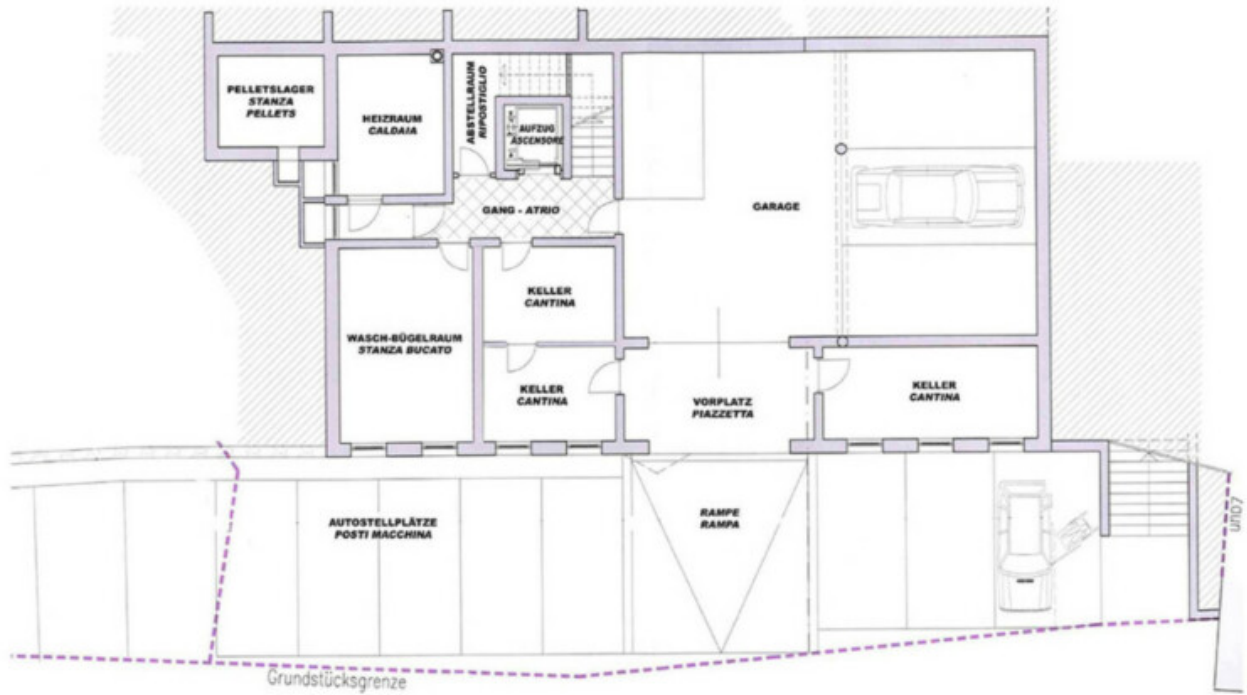 PELLETSLAGER
STANZA
PELLETS
HEIZRAUM
CALDAIA
ABSTELLRAUM
RIPOSTIGLIO
AUFZUG
ASCENSORE
GANG - ATRIO
GARAGE
KELLER
CANTINA
WASCH-BÜGELRAUM
STANZA BUCATO
KELLER
CANTINA
VORPLATZ
PIAZZETTA
KELLER
CANTINA
AUTOSTELLPLÄTZE
POSTI MACCHINA
RAMPE
RAMPA
Zaun
Grundstücksgrenze